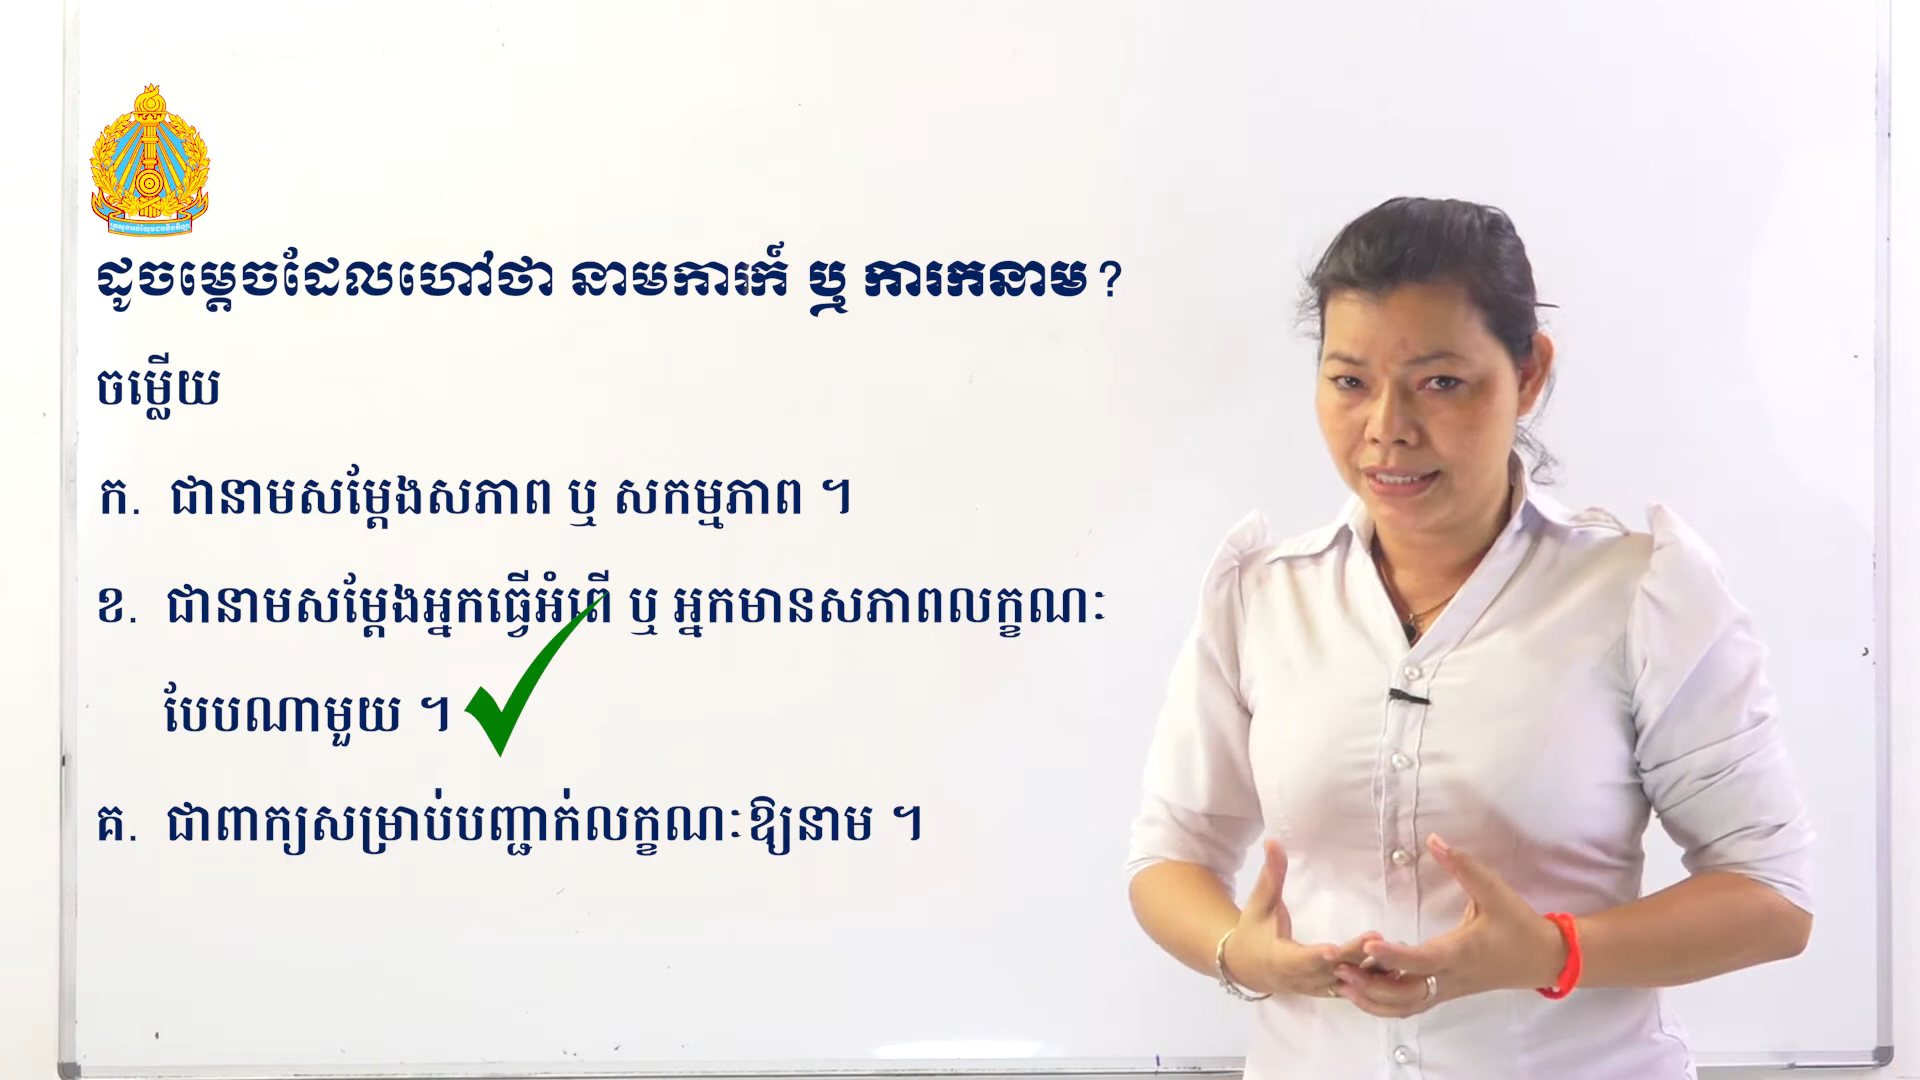 ដូចម្ដេចដែលហៅថា នាមការក៍ ឬ ការកនាម ?
ចម្លើយ
ក. ជានាមសម្ដែងសភាព ឬ សកម្មភាព ។
ខ. ជានាមសម្ដែងអ្នកធ្វើអំពើ ឬ អ្នកមានសភាពលក្ខណៈ
បែបណាមួយ ។
គ. ជាពាក្យសម្រាប់បញ្ជាក់លក្ខណៈឱ្យនាម ។